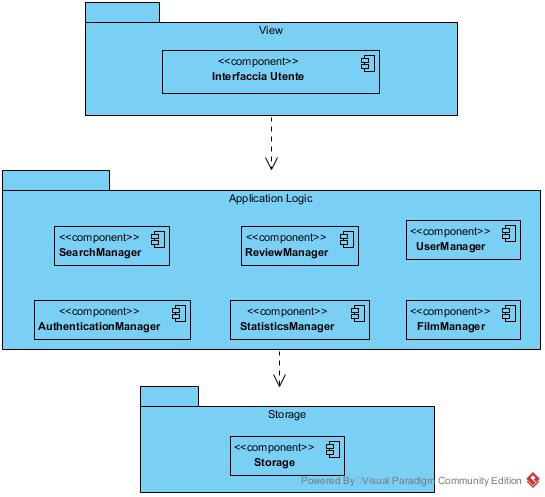 View
<<component>>
Interfaccia Utente
Application Logic
<<component>>
SearchManager
<<component>>
ReviewManager
<<component>>
UserManager
<<component>>
AuthenticationManager
<<component>>
StatisticsManager
<<component>>
FilmManager
Storage
<<component>>
Storage
Powered By Visual Paradigm Community Edition